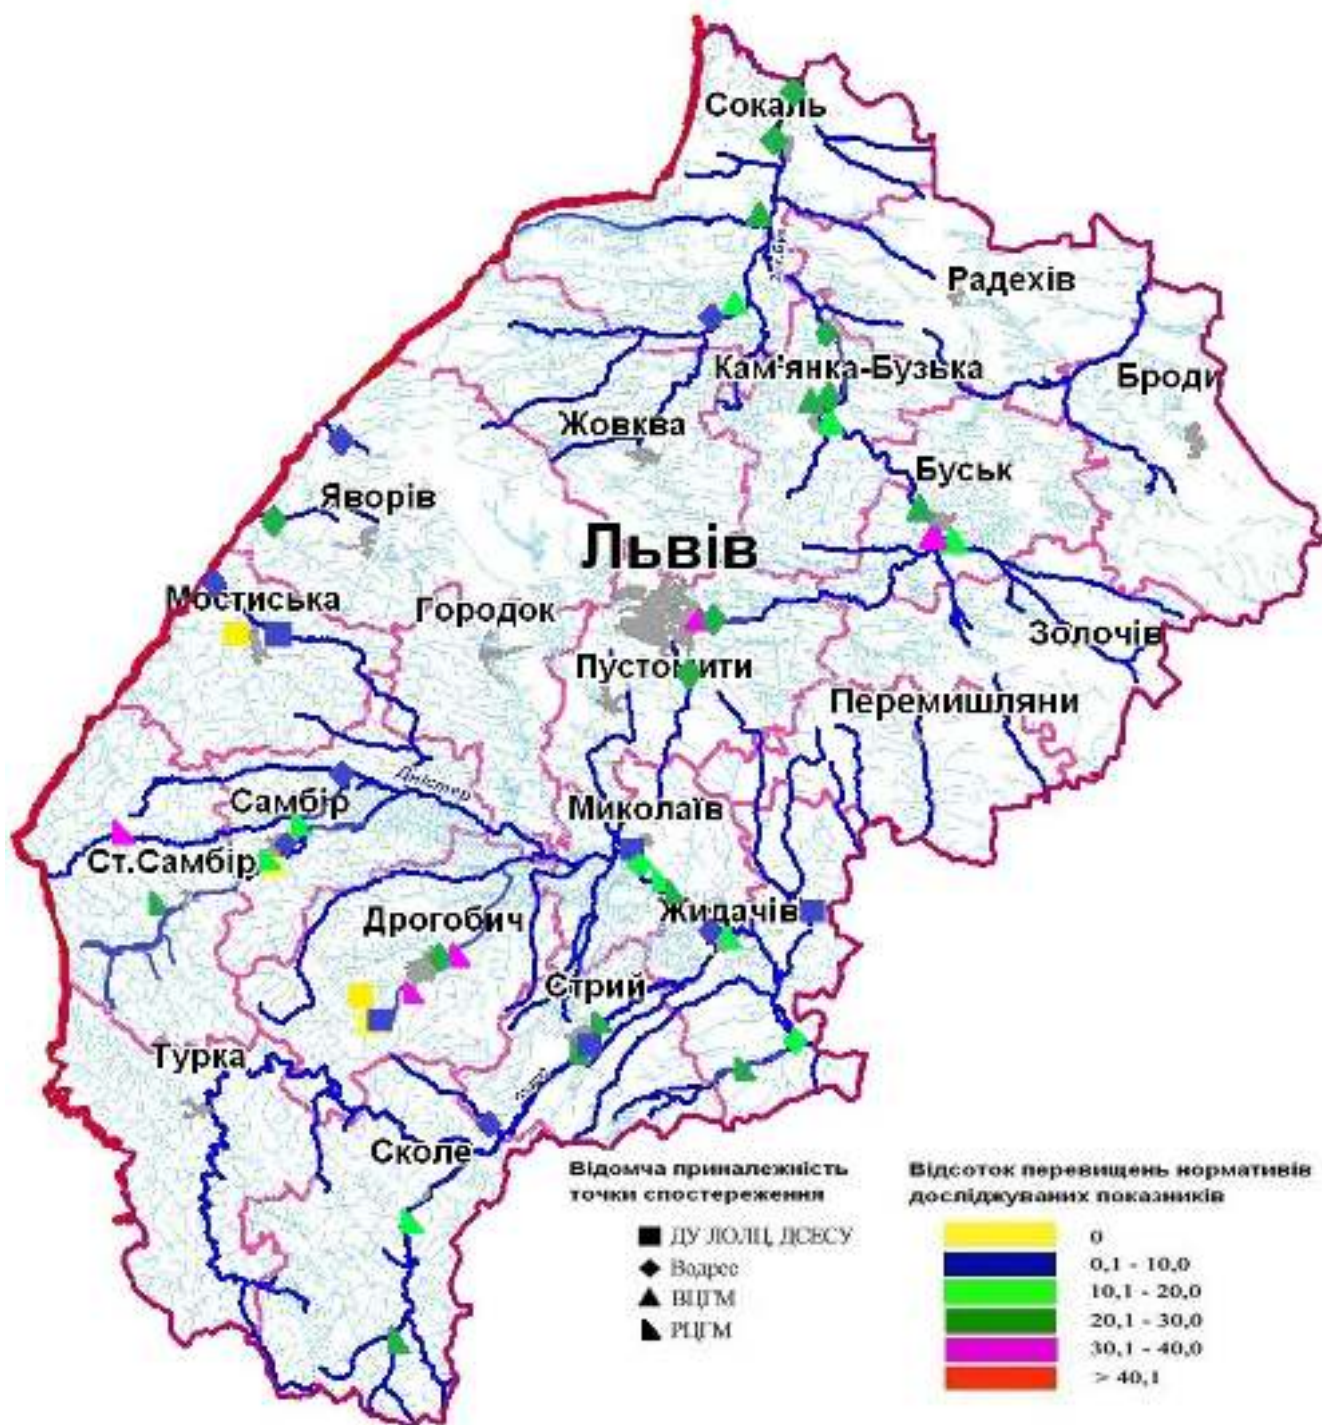 Сокаль
Радехів
Кам'янка-Бузька
Броди
Жовква
Буськ
Яворів
Львів
Мостиська
Городок
Золочів
Пустомити
Перемишляни
Дністер
Самбір
Миколаїв
Ст.Самбір
Дрогобич
Жидачів
Стрий
Турка
Сколе
Відомча приналежність
точки спостереження
ДУ ЛОЛЦ, ДСЕСУ
Водрес
ВЦГМ
РЦГМ
Відсоток перевищень нормативів
досліджуваних показників
0
0,1 - 10,0
10,1 - 20,0
20,1 - 30,0
30,1 - 40,0
> 40,1